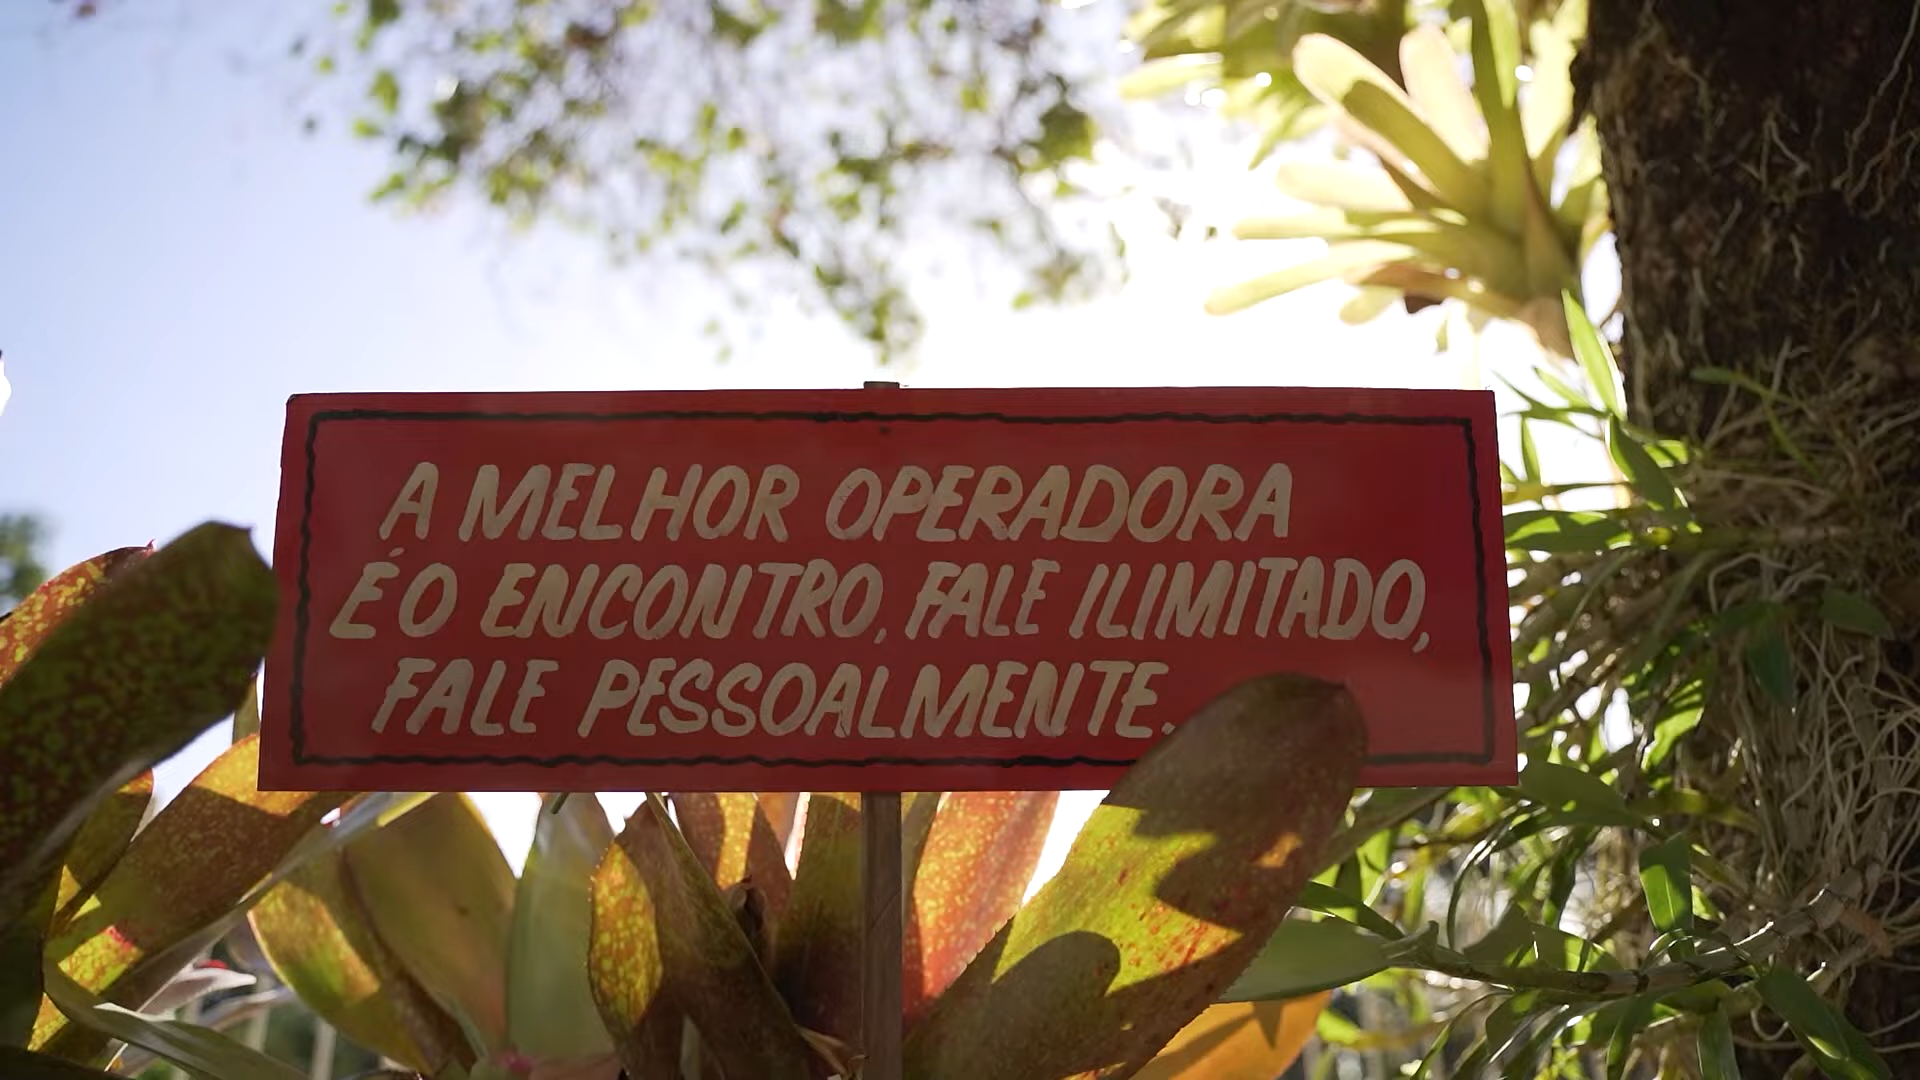 A MELHOR OPERADORA
É O ENCONTRO, FALE ILIMITADO,
FALE PESSOALMENTE.